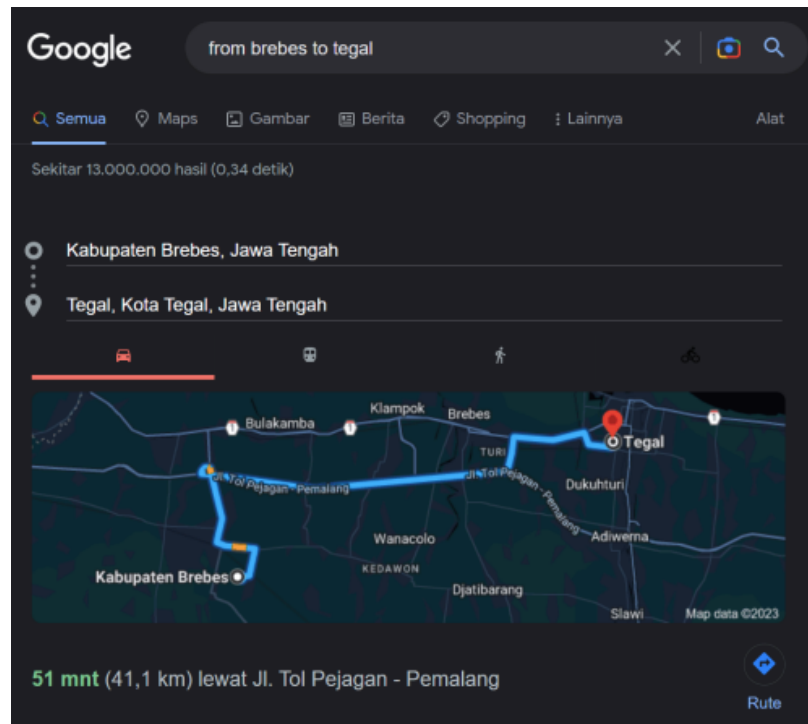 Google
from brebes to tegal
Semua Maps Gambar Berita Shopping Lainnya Alat
Sekitar 13.000.000 hasil (0,34 detik)
Kabupaten Brebes, Jawa Tengah
Tegal, Kota Tegal, Jawa Tengah
Klampok
Brebes
1
Bulakamba
1
1
Tegal
TURI
Jl. Tol Pejagan - Pemalang
Jl. Tol Pejagan - Pemalang
Dukuhturi
Wanacolo
Adiwerna
KEDAWON
Kabupaten Brebes
Djatibarang
Slawi
Map data ©2023
51 mnt (41,1 km) lewat Jl. Tol Pejagan - Pemalang
Rute